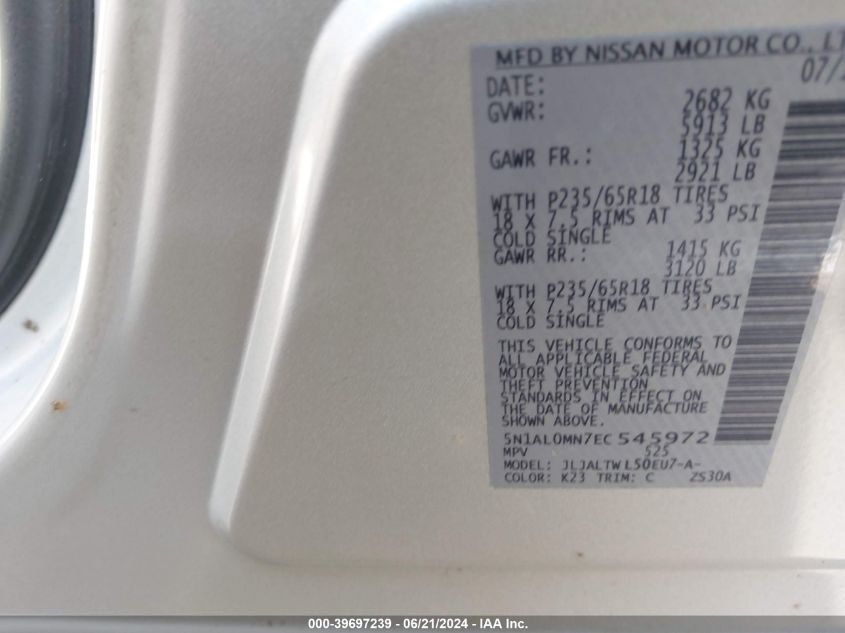 MFD BY NISSAN MOTOR CO., LT
DATE: 07/
GVWR: 2682 KG
5913 LB
GAWR FR.: 1325 KG
2921 LB
WITH P235/65R18 TIRES
18 X 7.5 RIMS AT 33 PSI
COLD SINGLE
GAWR RR.: 1415 KG
3120 LB
WITH P235/65R18 TIRES
18 X 7.5 RIMS AT 33 PSI
COLD SINGLE
THIS VEHICLE CONFORMS TO
ALL APPLICABLE FEDERAL
MOTOR VEHICLE SAFETY AND
THEFT PREVENTION
STANDARDS IN EFFECT ON
THE DATE OF MANUFACTURE
SHOWN ABOVE.
5N1AL0MN7EC545972
MPV 525
MODEL: JLJALTWL50EU7-A-
COLOR: K23 TRIM: C ZS30A
000-39697239 - 06/21/2024 - IAA Inc.